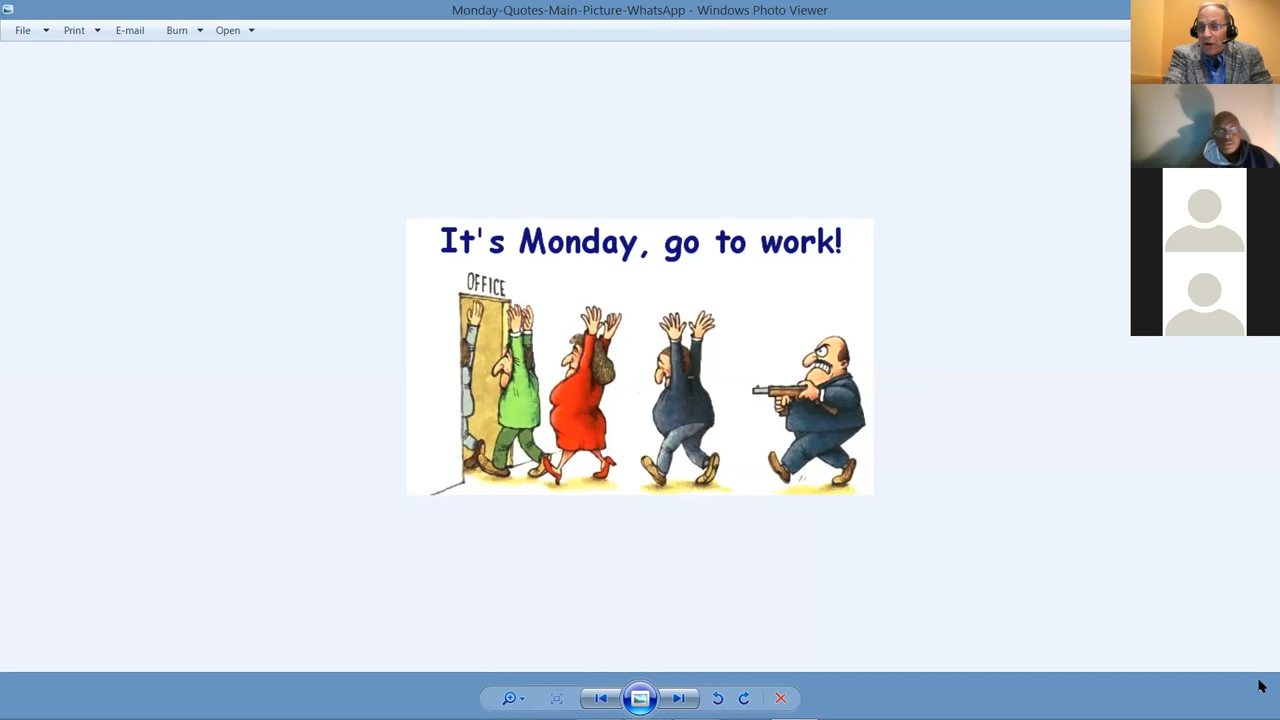 Monday-Quotes-Main-Picture-WhatsApp - Windows Photo Viewer
File Print E-mail Burn Open
It's Monday, go to work!
OFFICE